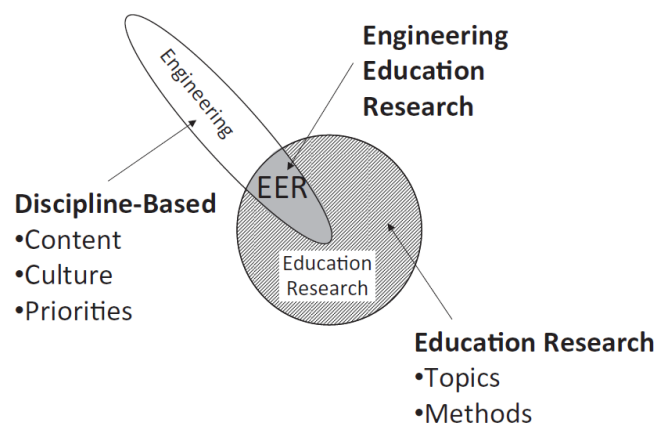 Engineering
Engineering
Education
Research
EER
Discipline-Based
•Content
•Culture
•Priorities
Education
Research
Education Research
•Topics
•Methods